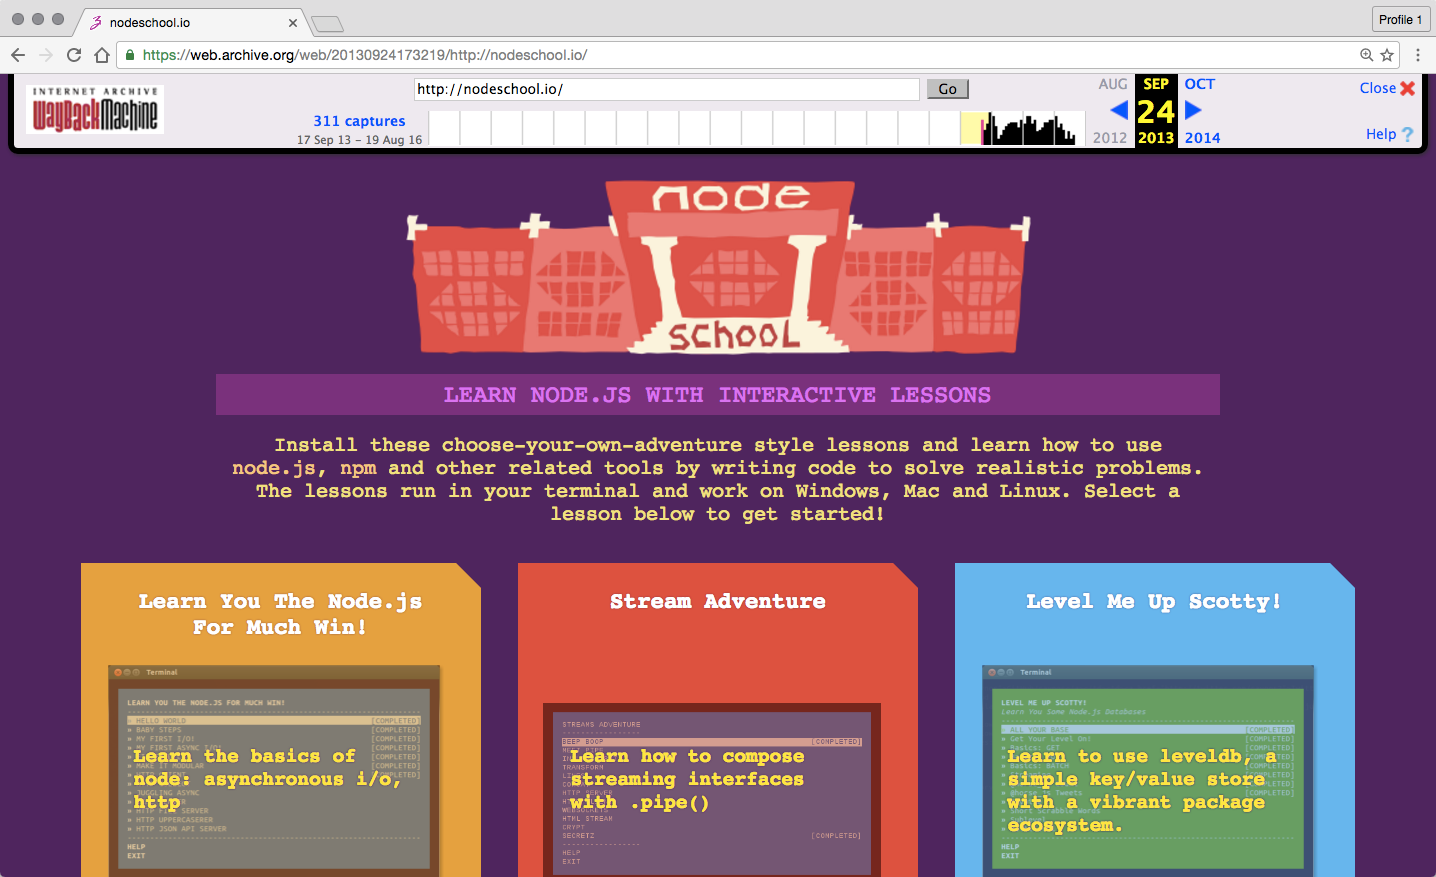 nodeschool.io
Profile 1
https://web.archive.org/web/20130924173219/http://nodeschool.io/
INTERNET ARCHIVE
WayBackMachine
http://nodeschool.io/
Go
311 captures
17 Sep 13 - 19 Aug 16
AUG SEP OCT
24
2012 2013 2014
Close
Help ?
node
SCHOOL
LEARN NODE.JS WITH INTERACTIVE LESSONS
Install these choose-your-own-adventure style lessons and learn how to use
node.js, npm and other related tools by writing code to solve realistic problems.
The lessons run in your terminal and work on Windows, Mac and Linux. Select a
lesson below to get started!
Learn You The Node.js
For Much Win!
Terminal
LEARN YOU THE NODE.JS FOR MUCH WIN!
» HELLO WORLD [COMPLETED]
» BABY STEPS [COMPLETED]
» MY FIRST I/O! [COMPLETED]
» MY FIRST ASYNC I/O! [COMPLETED]
[COMPLETED]
» MAKE IT MODULAR [COMPLETED]
[COMPLETED]
» JUGGLING ASYNC
» HTTP FILE SERVER
» HTTP UPPERCASERER
» HTTP JSON API SERVER
HELP
EXIT
Learn the basics of
node: asynchronous i/o,
http
Stream Adventure
STREAMS ADVENTURE
BEEP BOOP [COMPLETED]
TRANSFORM
HTTP SERVER
HTML STREAM
CRYPT
SECRETZ [COMPLETED]
HELP
EXIT
Learn how to compose
streaming interfaces
with .pipe()
Level Me Up Scotty!
Terminal
LEVEL ME UP SCOTTY!
Learn You Some Node.js Databases
ALL YOUR BASE [COMPLETED]
» Get Your Level On! [COMPLETED]
» Basics: GET [COMPLETED]
[COMPLETED]
» Basics: BATCH [COMPLETED]
[COMPLETED]
[COMPLETED]
» @horse_js Tweets [COMPLETED]
» Short Scrabble Words
» Sublevel
HELP
EXIT
Learn to use leveldb, a
simple key/value store
with a vibrant package
ecosystem.